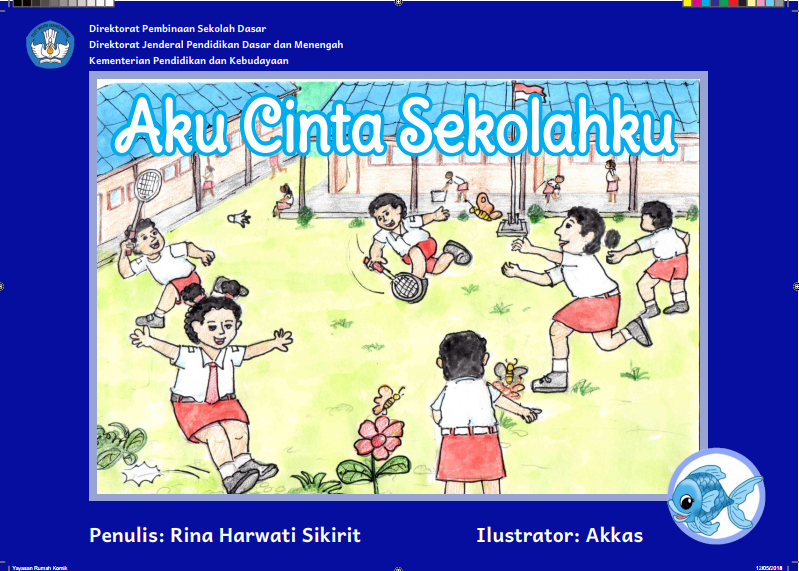 Direktorat Pembinaan Sekolah Dasar
Direktorat Jenderal Pendidikan Dasar dan Menengah
Kementerian Pendidikan dan Kebudayaan
Aku Cinta Sekolahku
Penulis: Rina Harwati Sikirit
Ilustrator: Akkas
Yayasan Rumah Komik
12/05/2018